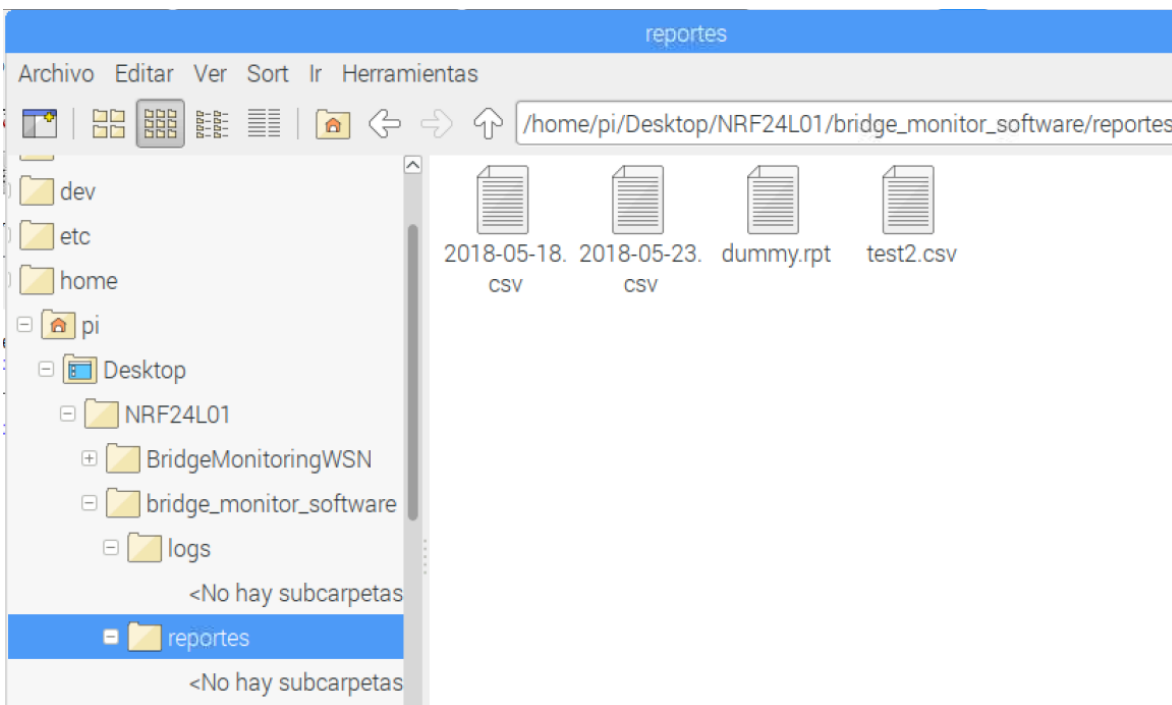 reportes
Archivo Editar Ver Sort Ir Herramientas
/home/pi/Desktop/NRF24L01/bridge_monitor_software/reportes
dev
etc
home
pi
Desktop
NRF24L01
BridgeMonitoringWSN
bridge_monitor_software
logs
<No hay subcarpetas
reportes
<No hay subcarpetas
2018-05-18. 2018-05-23. dummy.rpt test2.csv
csv csv